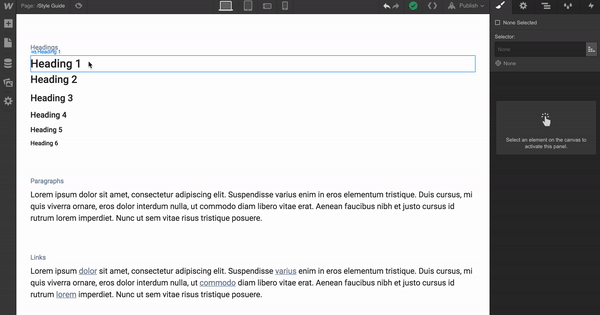 Page: /Style Guide
Publish
None Selected
Selector:
None
None
Select an element on the canvas to
activate this panel.
Headings
H1 Heading 1
Heading 1
Heading 2
Heading 3
Heading 4
Heading 5
Heading 6
Paragraphs
Lorem ipsum dolor sit amet, consectetur adipiscing elit. Suspendisse varius enim in eros elementum tristique. Duis cursus, mi
quis viverra ornare, eros dolor interdum nulla, ut commodo diam libero vitae erat. Aenean faucibus nibh et justo cursus id
rutrum lorem imperdiet. Nunc ut sem vitae risus tristique posuere.
Links
Lorem ipsum dolor sit amet, consectetur adipiscing elit. Suspendisse varius enim in eros elementum tristique. Duis cursus, mi
quis viverra ornare, eros dolor interdum nulla, ut commodo diam libero vitae erat. Aenean faucibus nibh et justo cursus id
rutrum lorem imperdiet. Nunc ut sem vitae risus tristique posuere.